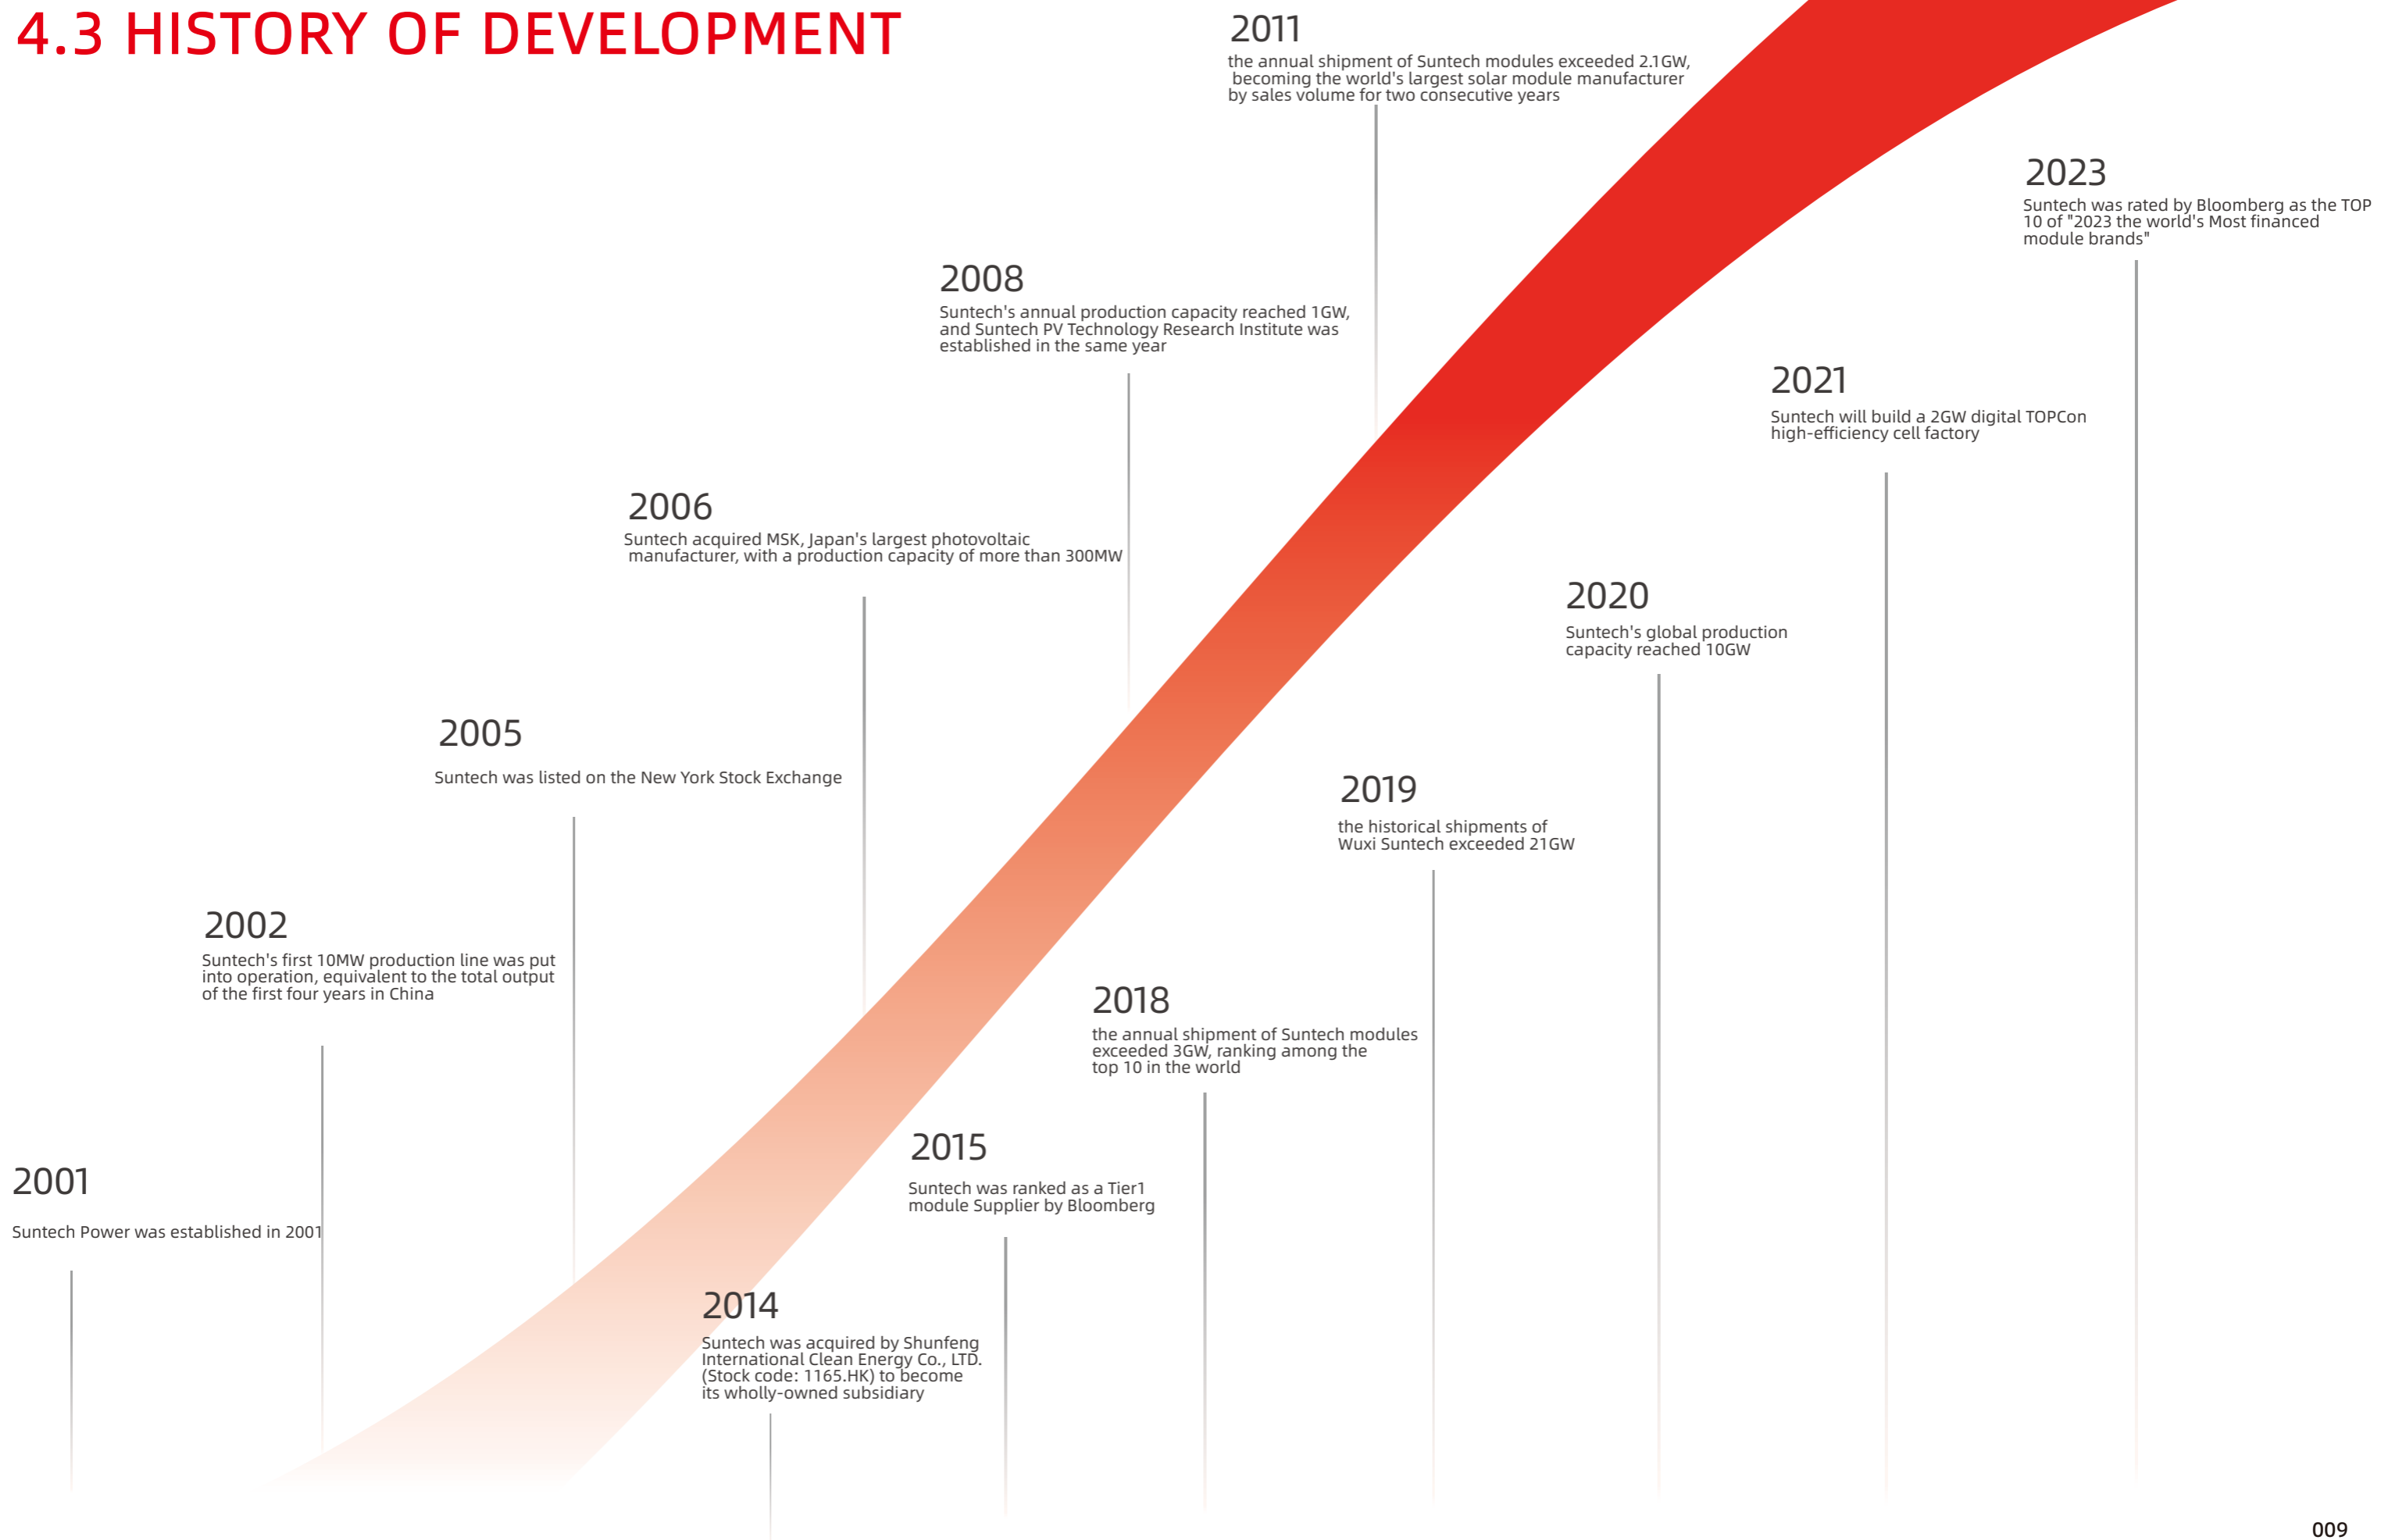 4.3 HISTORY OF DEVELOPMENT
2001
Suntech Power was established in 2001
2002
Suntech's first 10MW production line was put
into operation, equivalent to the total output
of the first four years in China
2005
Suntech was listed on the New York Stock Exchange
2006
Suntech acquired MSK, Japan's largest photovoltaic
manufacturer, with a production capacity of more than 300MW
2008
Suntech's annual production capacity reached 1GW,
and Suntech PV Technology Research Institute was
established in the same year
2011
the annual shipment of Suntech modules exceeded 2.1GW,
becoming the world's largest solar module manufacturer
by sales volume for two consecutive years
2014
Suntech was acquired by Shunfeng
International Clean Energy Co., LTD.
(Stock code: 1165.HK) to become
its wholly-owned subsidiary
2015
Suntech was ranked as a Tier1
module Supplier by Bloomberg
2018
the annual shipment of Suntech modules
exceeded 3GW, ranking among the
top 10 in the world
2019
the historical shipments of
Wuxi Suntech exceeded 21GW
2020
Suntech's global production
capacity reached 10GW
2021
Suntech will build a 2GW digital TOPCon
high-efficiency cell factory
2023
Suntech was rated by Bloomberg as the TOP
10 of "2023 the world's Most financed
module brands"
009